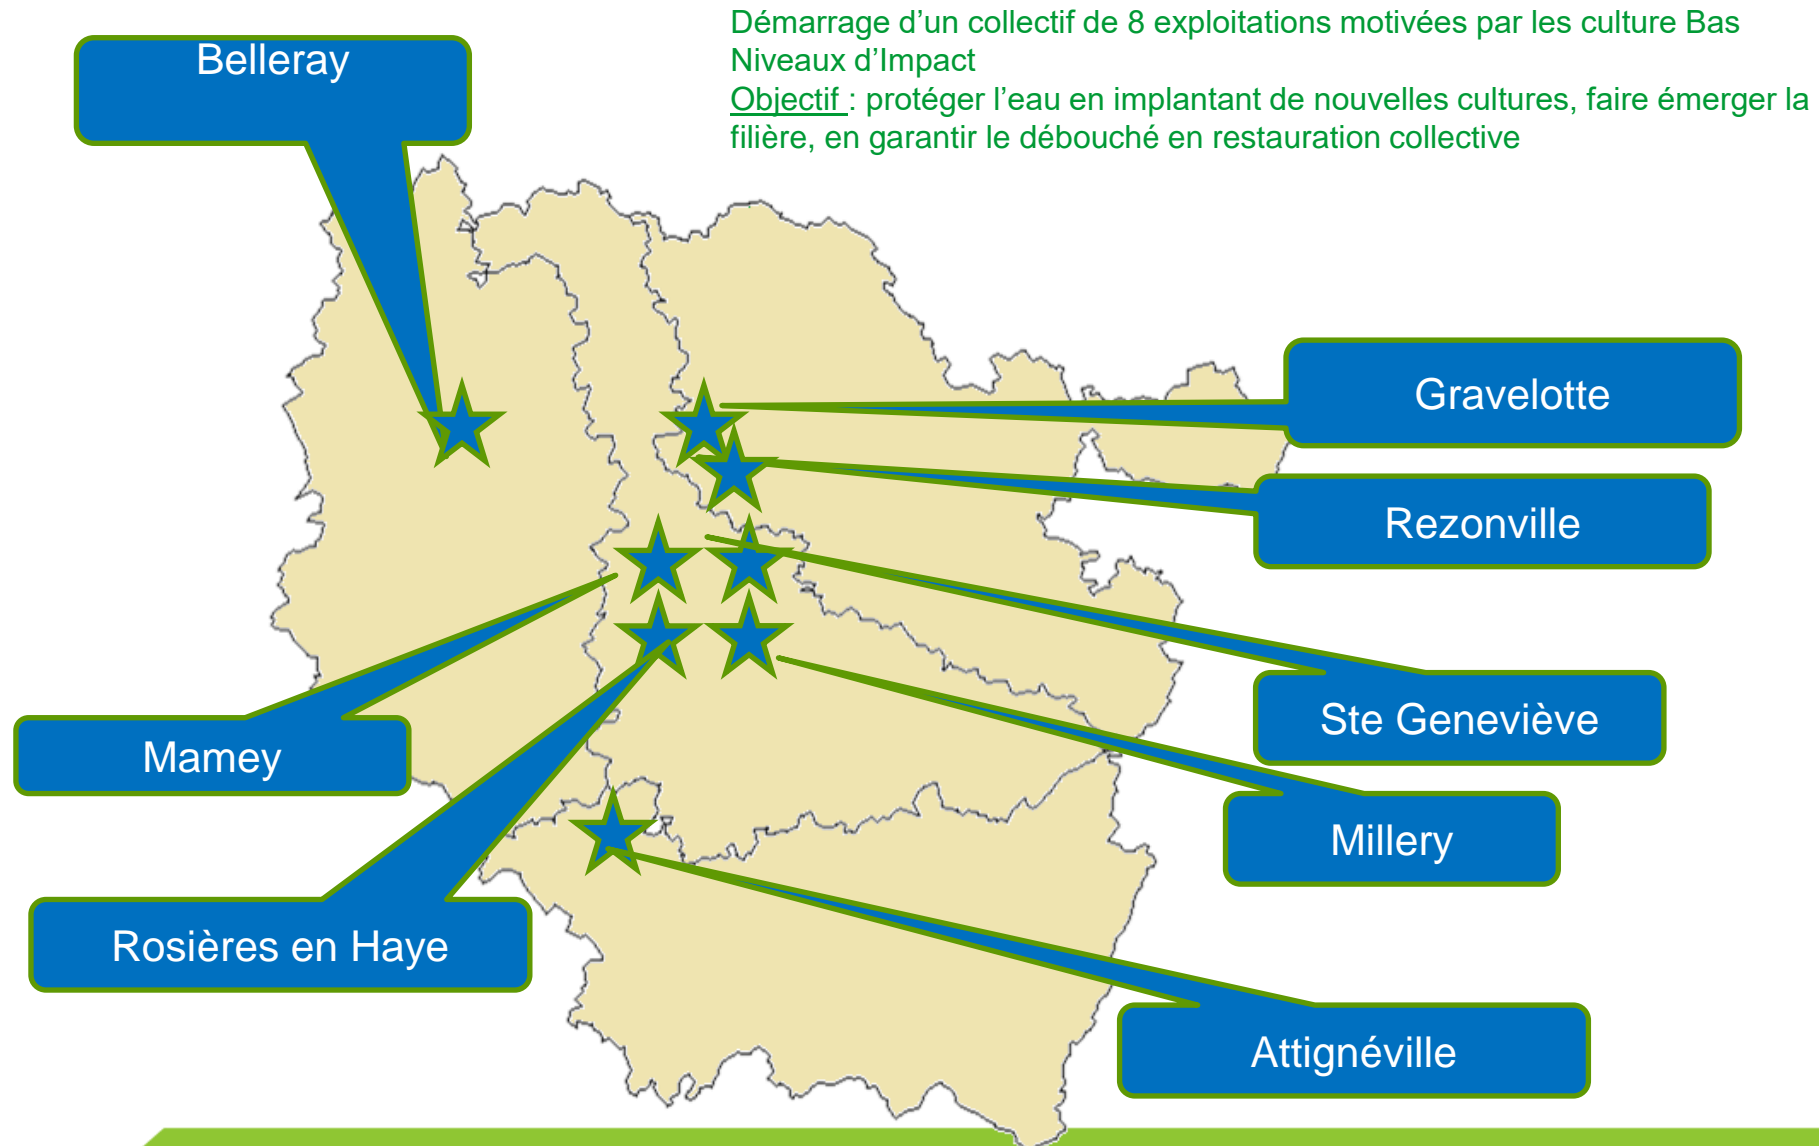 Démarrage d’un collectif de 8 exploitations motivées par les culture Bas
Niveaux d’Impact
Objectif : protéger l’eau en implantant de nouvelles cultures, faire émerger la
filière, en garantir le débouché en restauration collective
Belleray
Gravelotte
Rezonville
Ste Geneviève
Mamey
Millery
Rosières en Haye
Attignéville